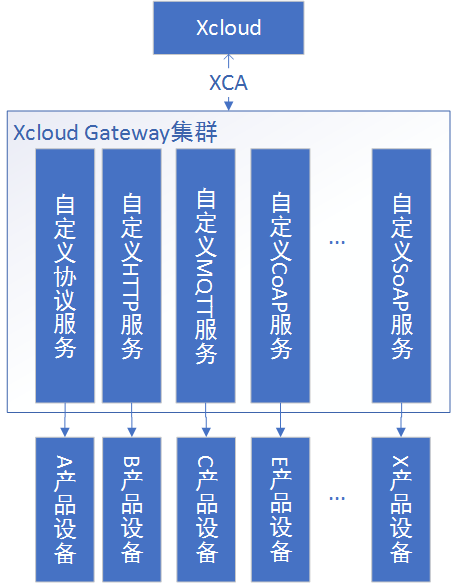 Xcloud
XCA
Xcloud Gateway集群
自定义协议服务
自定义HTTP服务
自定义MQTT服务
自定义CoAP服务
...
自定义SoAP服务
A产品设备
B产品设备
C产品设备
E产品设备
...
X产品设备